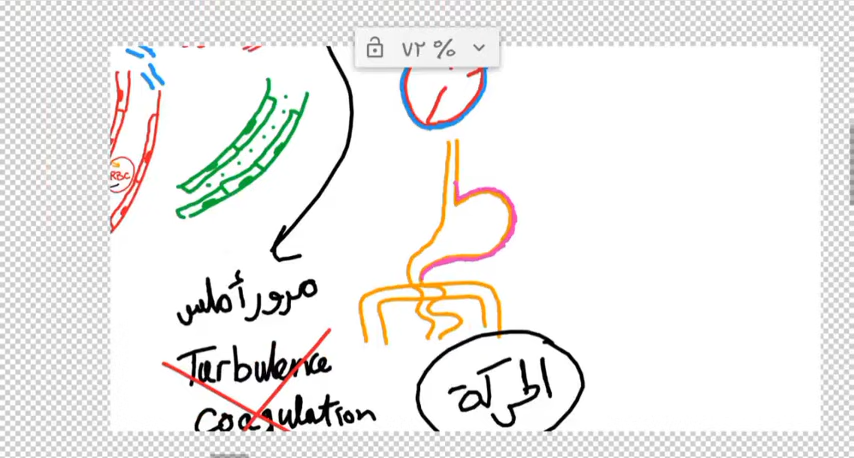 ٧٢ %
RBC
مرور أملس
Turbulence
coagulation
الحركة